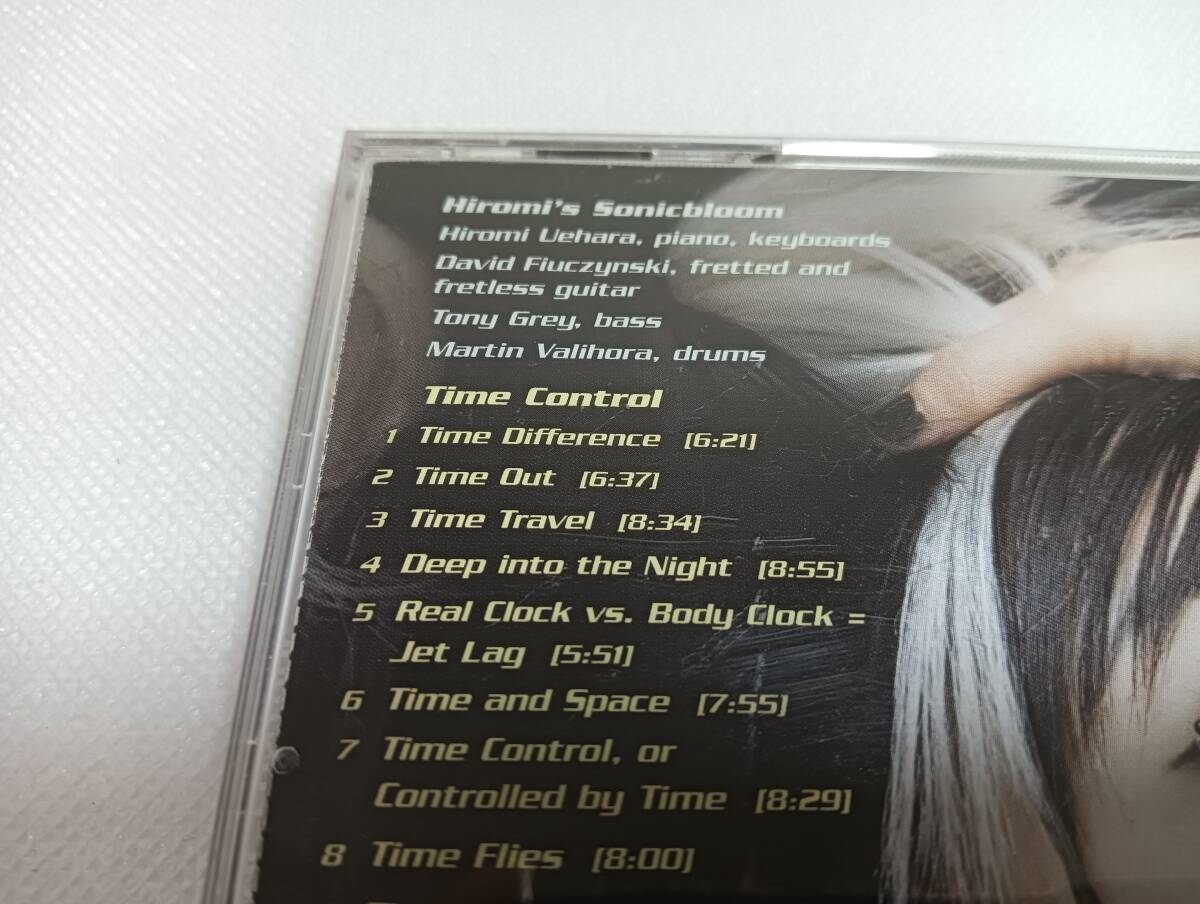 Hiromi's Sonicbloom
Hiromi Uehara, piano, keyboards
David Fiuczynski, fretted and
fretless guitar
Tony Grey, bass
Martin Valihora, drums
Time Control
1 Time Difference [6:21]
2 Time Out [6:37]
3 Time Travel [8:34]
4 Deep into the Night [8:55]
5 Real Clock vs. Body Clock =
Jet Lag [5:51]
6 Time and Space [7:55]
7 Time Control, or
Controlled by Time [8:29]
8 Time Flies [8:00]